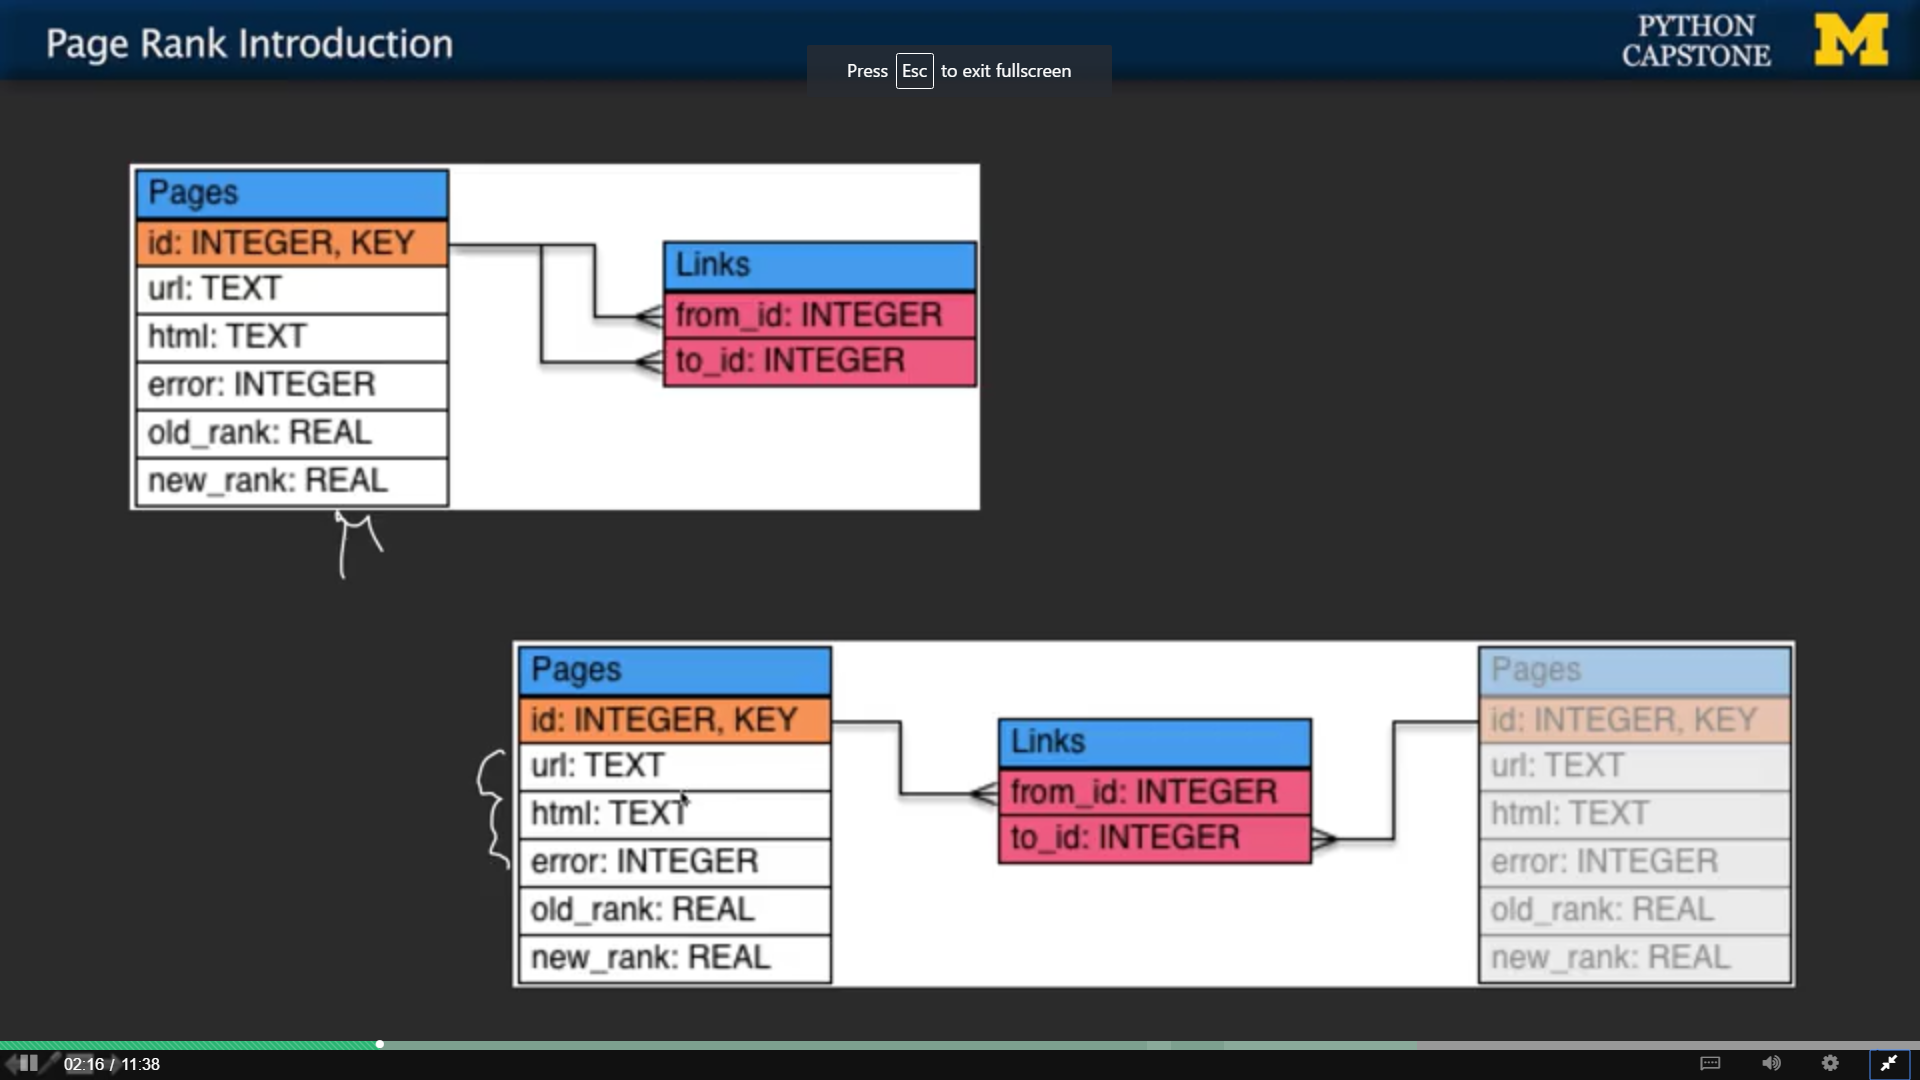 Page Rank Introduction
PYTHON
CAPSTONE
M
Press Esc to exit fullscreen
Pages
id: INTEGER, KEY
url: TEXT
html: TEXT
error: INTEGER
old_rank: REAL
new_rank: REAL
Links
from_id: INTEGER
to_id: INTEGER
Pages
id: INTEGER, KEY
url: TEXT
html: TEXT
error: INTEGER
old_rank: REAL
new_rank: REAL
Links
from_id: INTEGER
to_id: INTEGER
Pages
id: INTEGER, KEY
url: TEXT
html: TEXT
error: INTEGER
old_rank: REAL
new_rank: REAL
02:16 / 11:38